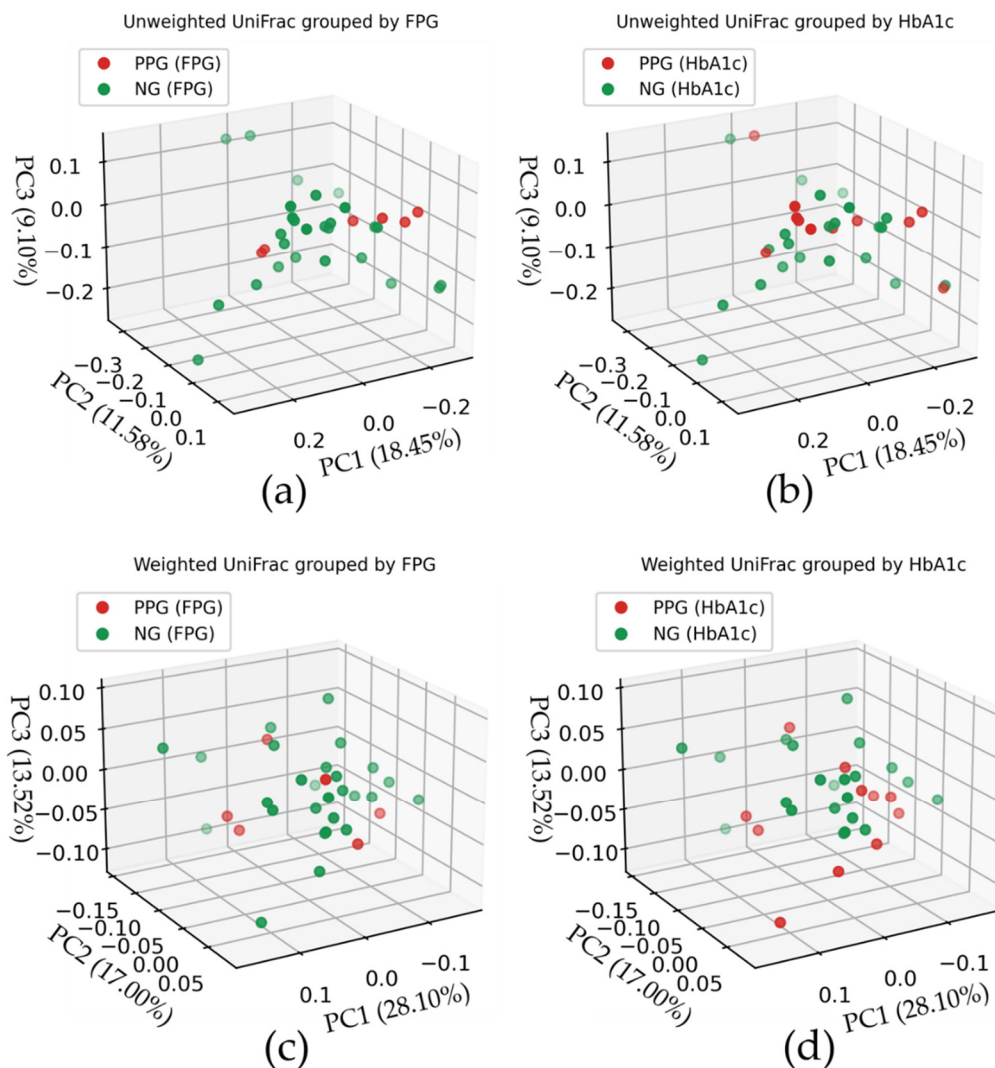 Unweighted UniFrac grouped by FPG
PPG (FPG)
NG (FPG)
PC3 (9.10%)
0.1
0.0
−0.1
−0.2
PC2 (11.58%)
−0.3
−0.2
−0.1
0.0
0.1
PC1 (18.45%)
0.2
0.0
−0.2
(a)
Unweighted UniFrac grouped by HbA1c
PPG (HbA1c)
NG (HbA1c)
PC3 (9.10%)
0.1
0.0
−0.1
−0.2
PC2 (11.58%)
−0.3
−0.2
−0.1
0.0
0.1
PC1 (18.45%)
0.2
0.0
−0.2
(b)
Weighted UniFrac grouped by FPG
PPG (FPG)
NG (FPG)
PC3 (13.52%)
0.10
0.05
0.00
−0.05
−0.10
PC2 (17.00%)
−0.15
−0.10
−0.05
0.00
0.05
PC1 (28.10%)
0.1
0.0
−0.1
(c)
Weighted UniFrac grouped by HbA1c
PPG (HbA1c)
NG (HbA1c)
PC3 (13.52%)
0.10
0.05
0.00
−0.05
−0.10
PC2 (17.00%)
−0.15
−0.10
−0.05
0.00
0.05
PC1 (28.10%)
0.1
0.0
−0.1
(d)